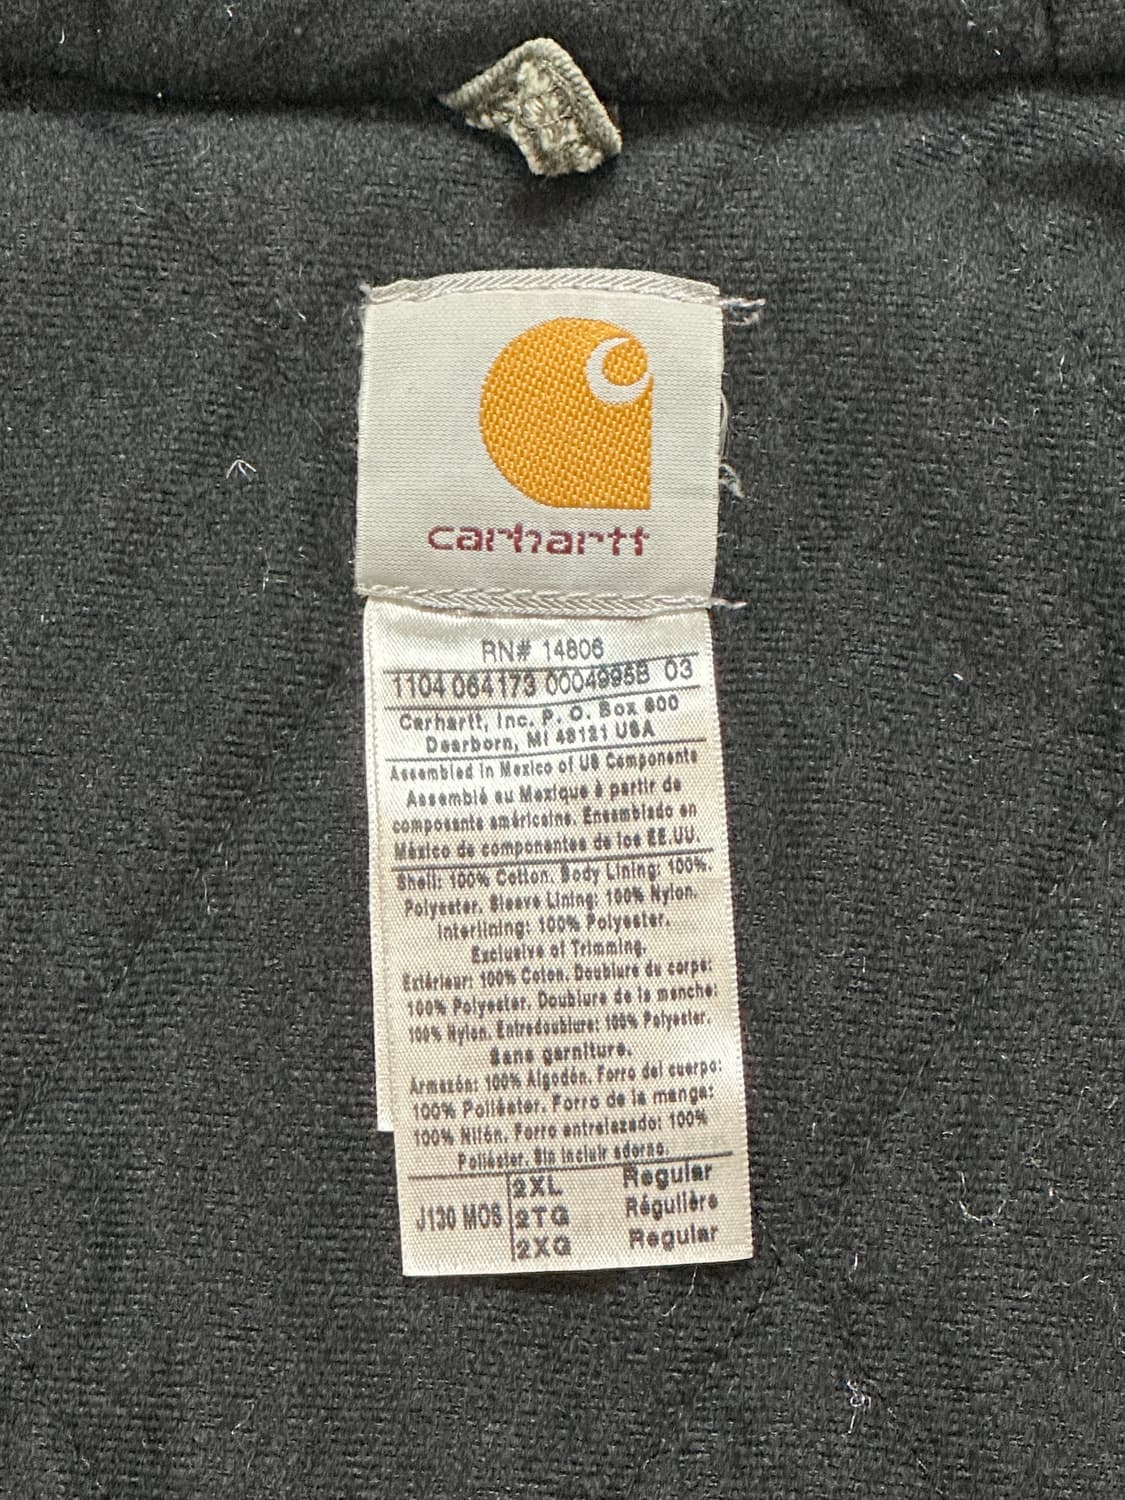 carhartt
RN# 14806
1104 064173 0004995B 03
Carhartt, Inc. P. O. Box 600
Dearborn, MI 48121 USA
Assembled in Mexico of US Components
Assemblé au Mexique à partir de
composants américains. Ensamblado en
México de componentes de los EE.UU.
Shell: 100% Cotton. Body Lining: 100%.
Polyester. Sleeve Lining: 100% Nylon.
Interlining: 100% Polyester.
Exclusive of Trimming.
Extérieur: 100% Coton. Doublure du corps:
100% Polyester. Doublure de la manche:
100% Nylon. Entredoublure: 100% Polyester.
Sans garniture.
Armazón: 100% Algodón. Forro del cuerpo:
100% Poliéster. Forro de la manga:
100% Nilón. Forro entrelazado: 100%
Poliéster. Sin incluir adorno.
2XL Regular
J130 MOS 2TG Régulière
2XG Regular